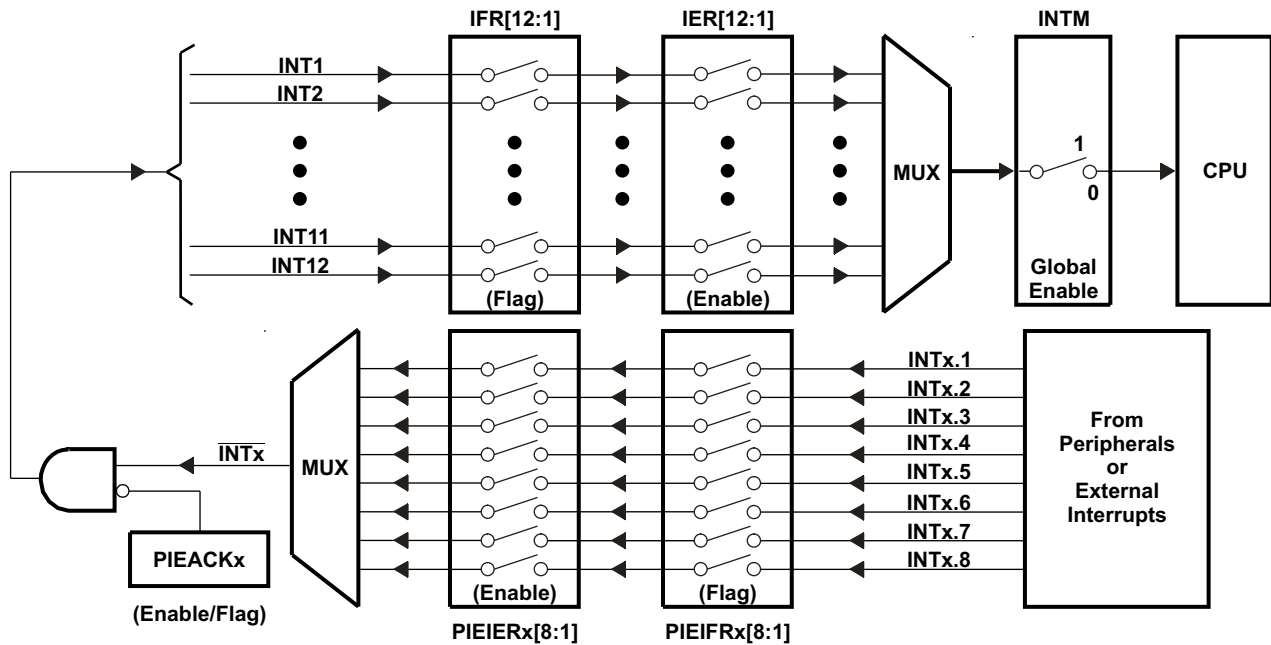 IFR[12:1]
IER[12:1]
INTM
INT1
INT2
1
MUX
CPU
0
INT11
INT12
Global
Enable
(Flag)
(Enable)
INTx.1
INTx.2
INTx.3
INTx.4
INTx.5
INTx.6
INTx.7
INTx.8
From
Peripherals
or
External
Interrupts
INTx
MUX
PIEACKx
(Enable/Flag)
(Enable)
(Flag)
PIEIERx[8:1]
PIEIFRx[8:1]